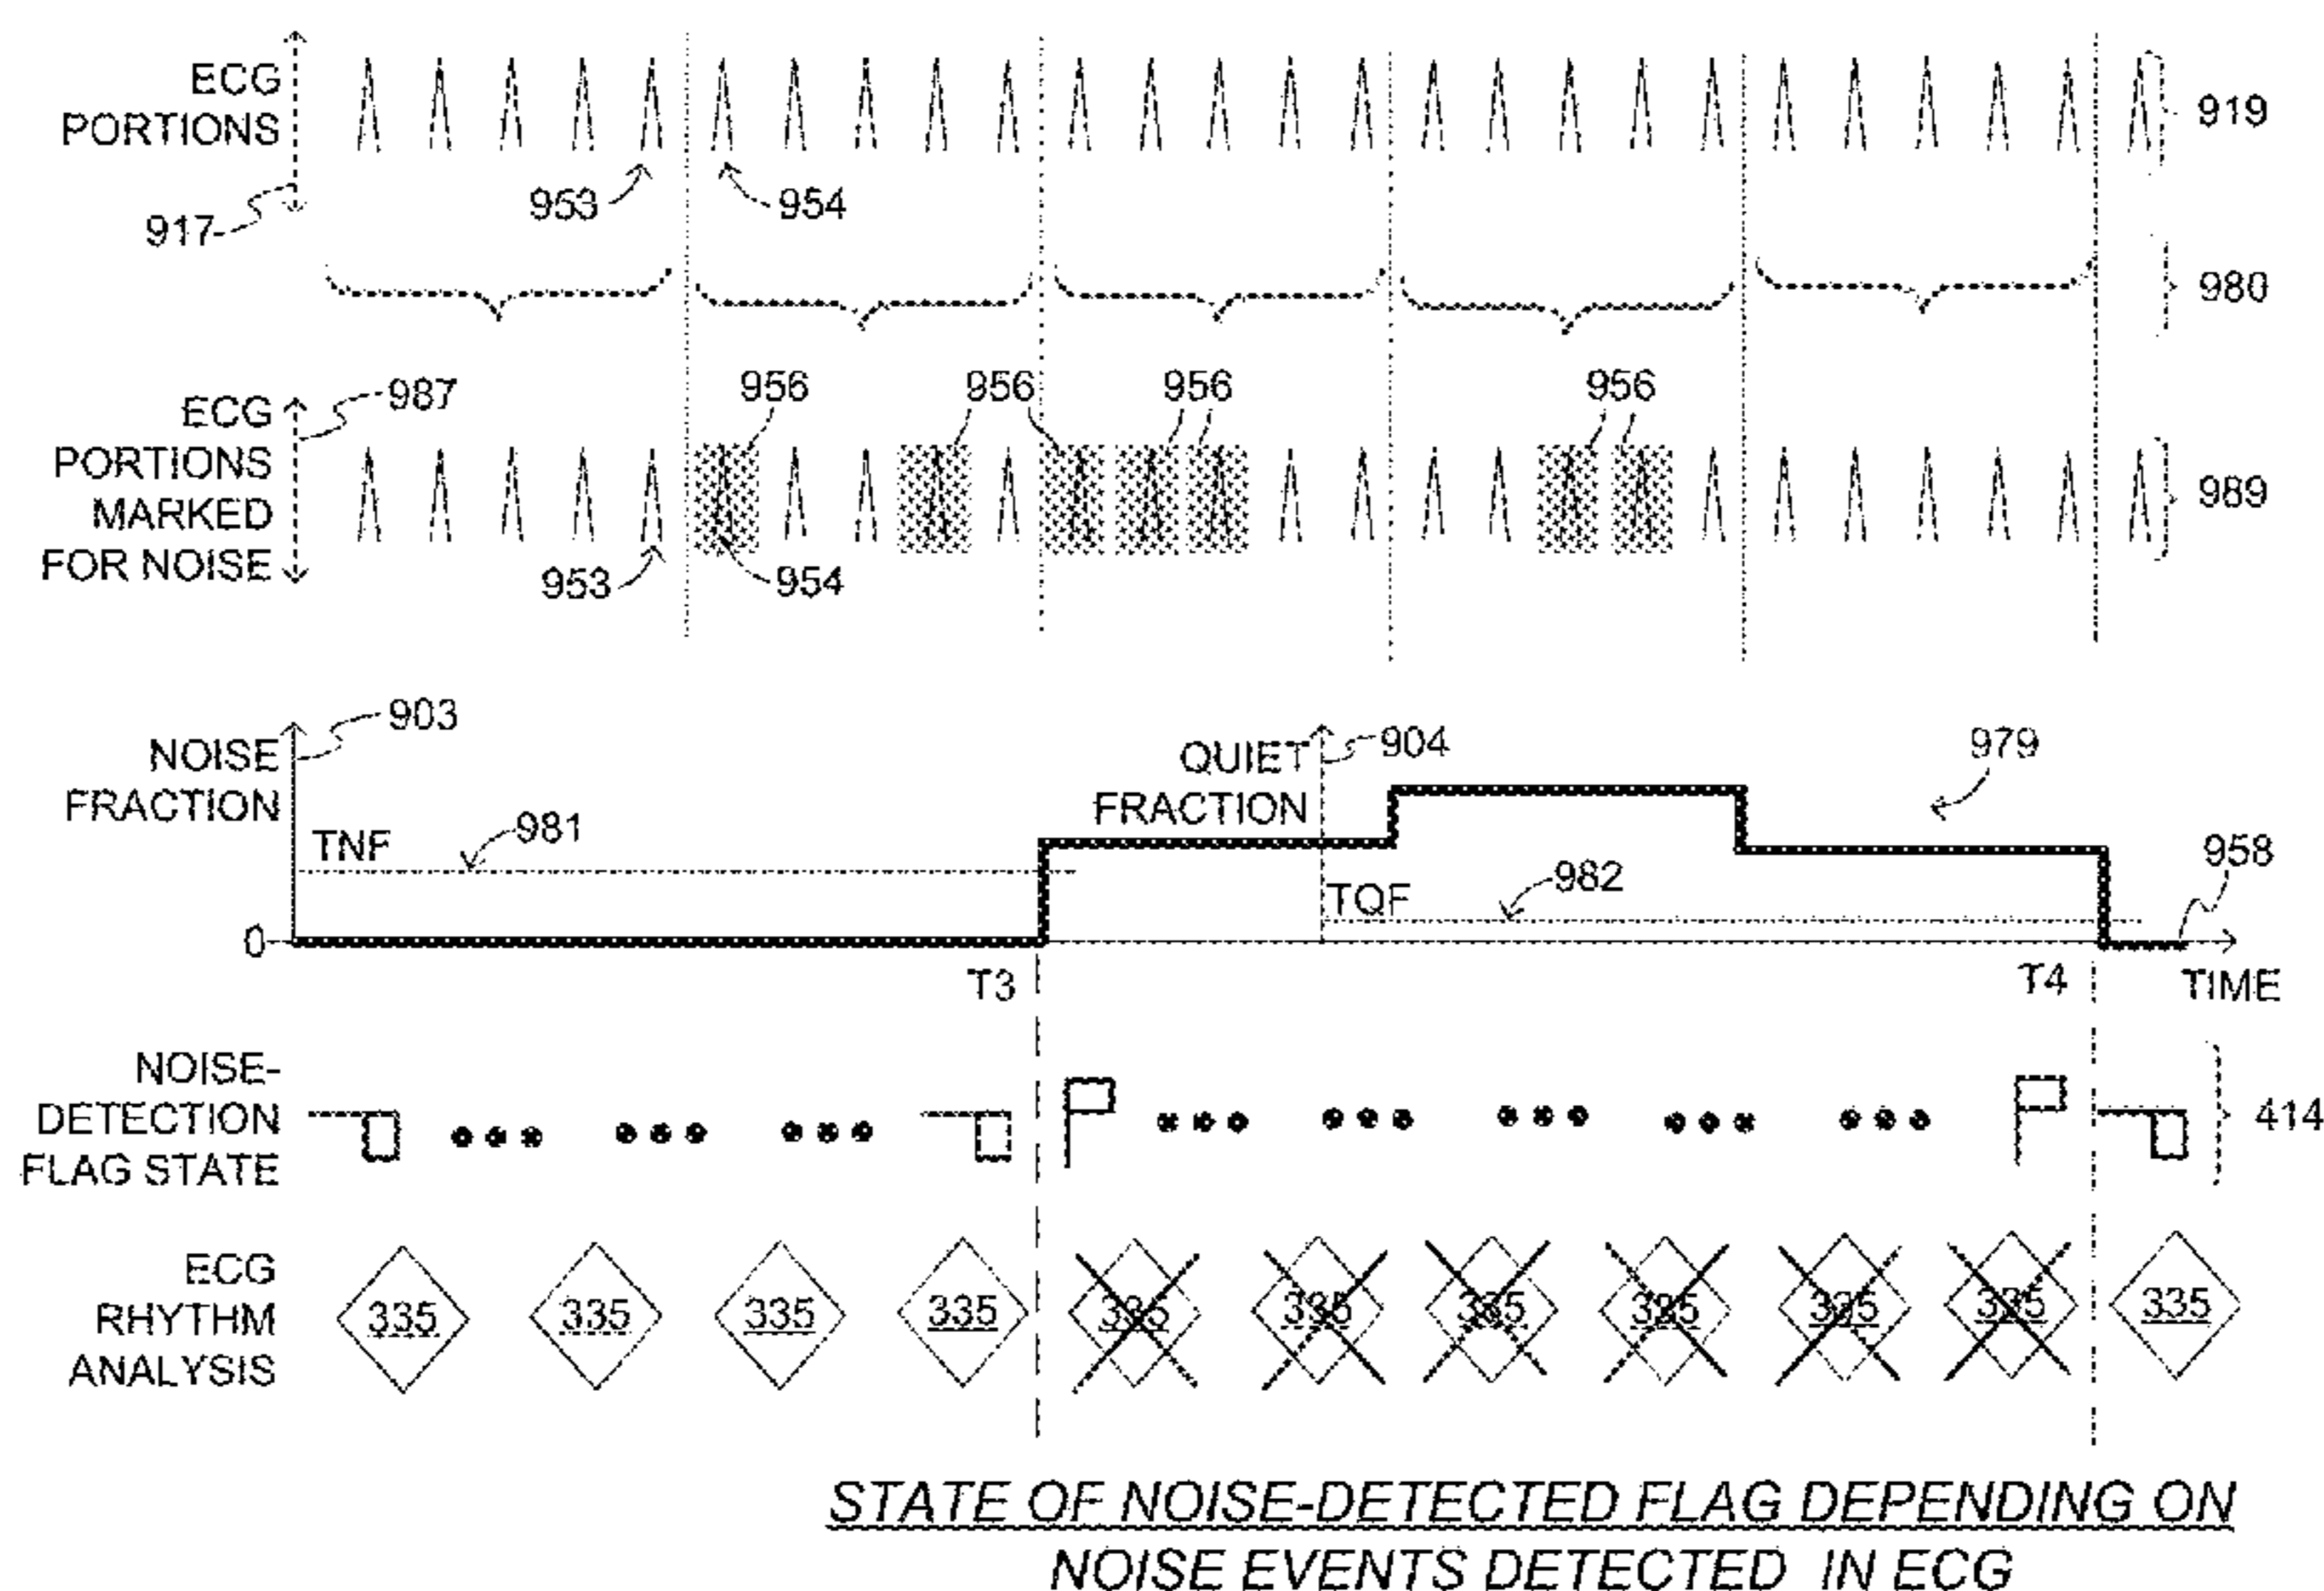 ECG
PORTIONS
919
953
954
917
980
987
956
956
956
956
ECG
PORTIONS
MARKED
FOR NOISE
989
953
954
903
NOISE
FRACTION
QUIET
FRACTION
904
979
TNF
981
TQF
982
958
0
T3
T4
TIME
NOISE-
DETECTION
FLAG STATE
414
ECG
RHYTHM
ANALYSIS
335
335
335
335
335
335
335
335
335
335
335
STATE OF NOISE-DETECTED FLAG DEPENDING ON
NOISE EVENTS DETECTED IN ECG